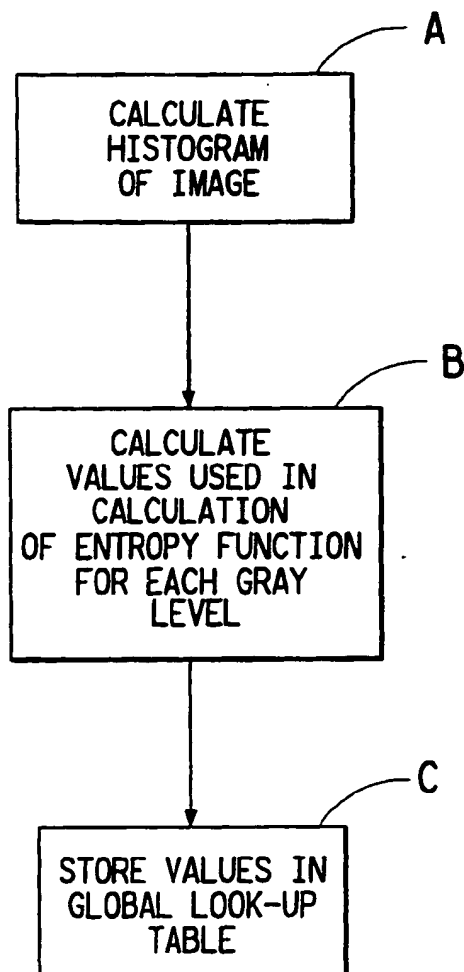 A
CALCULATE
HISTOGRAM
OF IMAGE
B
CALCULATE
VALUES USED IN
CALCULATION
OF ENTROPY FUNCTION
FOR EACH GRAY
LEVEL
C
STORE VALUES IN
GLOBAL LOOK-UP
TABLE